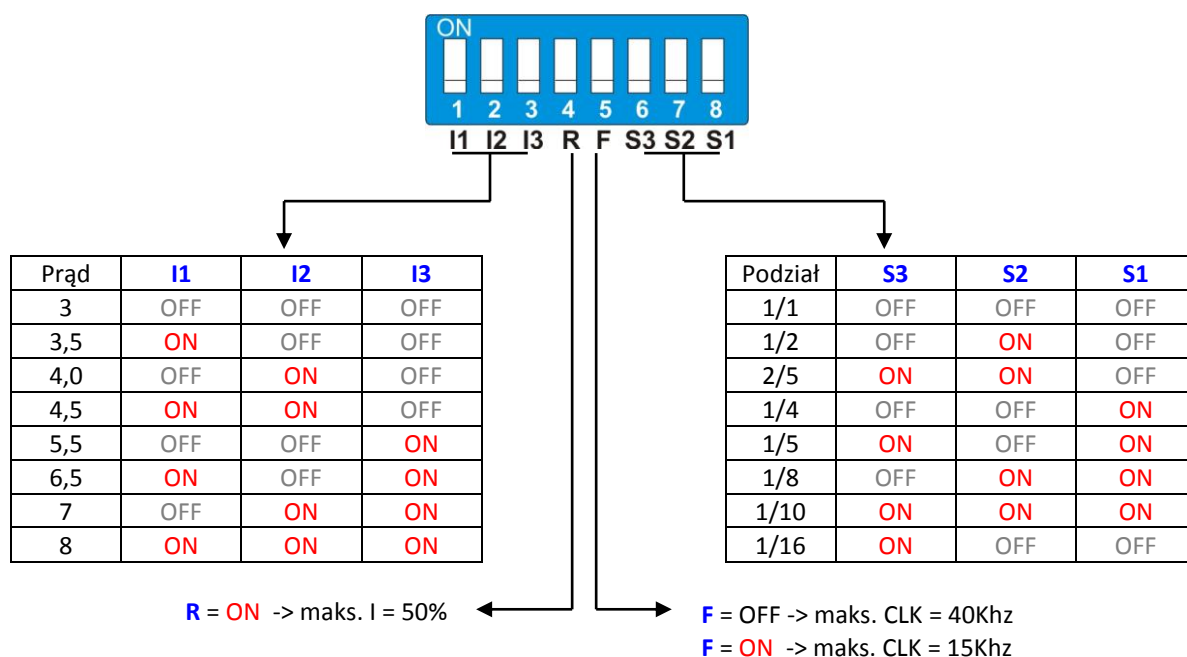 ON
1 2 3 4 5 6 7 8
I1 I2 I3 R F S3 S2 S1
Prąd I1 I2 I3
3 OFF OFF OFF
3,5 ON OFF OFF
4,0 OFF ON OFF
4,5 ON ON OFF
5,5 OFF OFF ON
6,5 ON OFF ON
7 OFF ON ON
8 ON ON ON
Podział S3 S2 S1
1/1 OFF OFF OFF
1/2 OFF ON OFF
2/5 ON ON OFF
1/4 OFF OFF ON
1/5 ON OFF ON
1/8 OFF ON ON
1/10 ON ON ON
1/16 ON OFF OFF
R = ON -> maks. I = 50%
F = OFF -> maks. CLK = 40Khz
F = ON -> maks. CLK = 15Khz